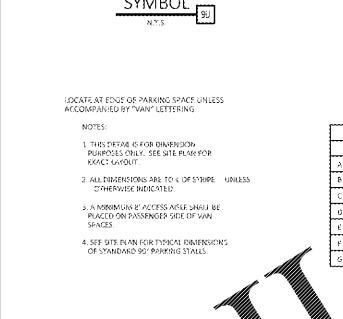 SYMBOL
9U
N.T.S.
LOCATE AT EDGE OF PARKING SPACE UNLESS
ACCOMPANIED BY "VAN" LETTERING
NOTES:
1. THIS DETAIL IS FOR DIMENSION
PURPOSES ONLY. SEE SITE PLAN FOR
EXACT LAYOUT.
2. ALL DIMENSIONS ARE TO ℄ OF STRIPE UNLESS
OTHERWISE INDICATED.
3. A MINIMUM 8' ACCESS AISLE SHALL BE
PLACED ON PASSENGER SIDE OF VAN
SPACES.
4. SEE SITE PLAN FOR TYPICAL DIMENSIONS
OF STANDARD 90° PARKING STALLS.
A
B
C
D
E
F
G